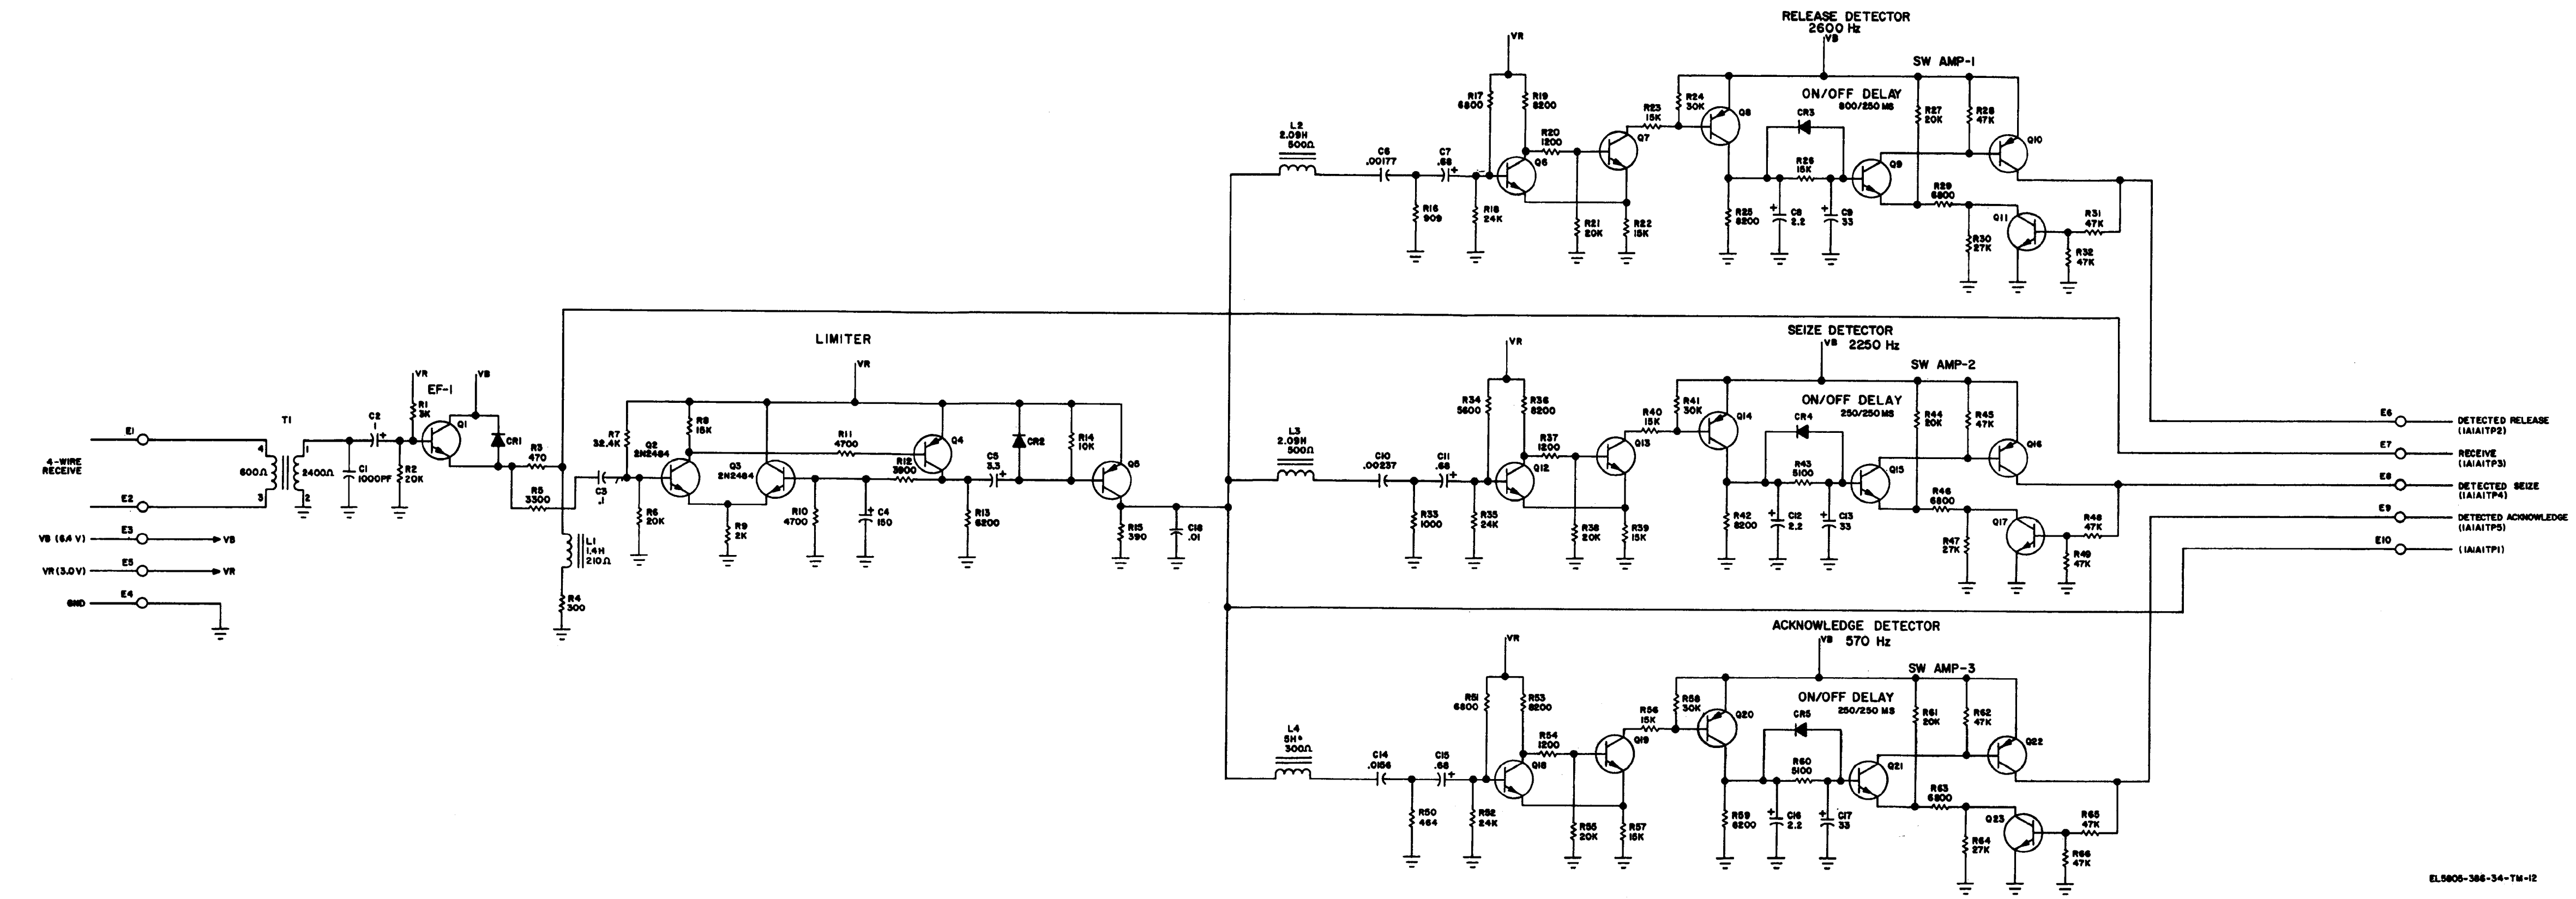 RELEASE DETECTOR
2600 Hz
VB
SW AMP-1
ON/OFF DELAY
800/250 MS
VR
R17
6800
R19
8200
R24
30K
R23
15K
Q8
CR3
R27
20K
R28
47K
Q10
L2
2.09H
500Ω
C6
.00177
C7
.68
+
Q6
R20
1200
Q7
R26
15K
Q9
R29
6800
R16
909
R18
24K
R21
20K
R22
15K
R25
8200
+
C8
2.2
+
C9
33
Q11
R31
47K
R30
27K
R32
47K
LIMITER
VR
SEIZE DETECTOR
VB
2250 Hz
SW AMP-2
ON/OFF DELAY
250/250 MS
VR
R34
5600
R36
8200
R41
30K
R40
15K
Q14
CR4
R44
20K
R45
47K
Q16
L3
2.09H
500Ω
C10
.00237
C11
.68
+
Q12
R37
1200
Q13
R43
5100
Q15
R46
6800
R33
1000
R35
24K
R38
20K
R39
15K
R42
8200
+
C12
2.2
+
C13
33
Q17
R48
47K
R47
27K
R49
47K
VR
EF-1
VB
R1
3K
Q1
CR1
C2
1
+
T1
4
1
600Ω
2400Ω
3
2
C1
1000PF
R2
20K
R3
470
R5
3300
C3
.1
R7
32.4K
R8
15K
Q2
2N2484
Q3
2N2484
R11
4700
Q4
R12
3900
C5
3.3
+
CR2
R14
10K
Q5
R6
20K
R9
2K
R10
4700
+
C4
150
R13
6200
R15
390
C18
.01
L1
1.4H
210Ω
R4
300
E1
4-WIRE
RECEIVE
E2
E3
VB (6.4 V)
VB
E5
VR (3.0V)
VR
E4
GND
E6
DETECTED RELEASE
(1A1A1TP2)
E7
RECEIVE
(1A1A1TP3)
E8
DETECTED SEIZE
(1A1A1TP4)
E9
DETECTED ACKNOWLEDGE
(1A1A1TP5)
E10
(1A1A1TP1)
ACKNOWLEDGE DETECTOR
VB
570 Hz
SW AMP-3
ON/OFF DELAY
250/250 MS
VR
R51
6800
R53
8200
R58
30K
R56
15K
Q20
CR5
R61
20K
R62
47K
Q22
L4
5H*
300Ω
C14
.0156
C15
.68
+
Q18
R54
1200
Q19
R60
5100
Q21
R63
6800
R50
464
R52
24K
R55
20K
R57
15K
R59
8200
+
C16
2.2
+
C17
33
Q23
R65
47K
R64
27K
R66
47K
EL5805-386-34-TM-12